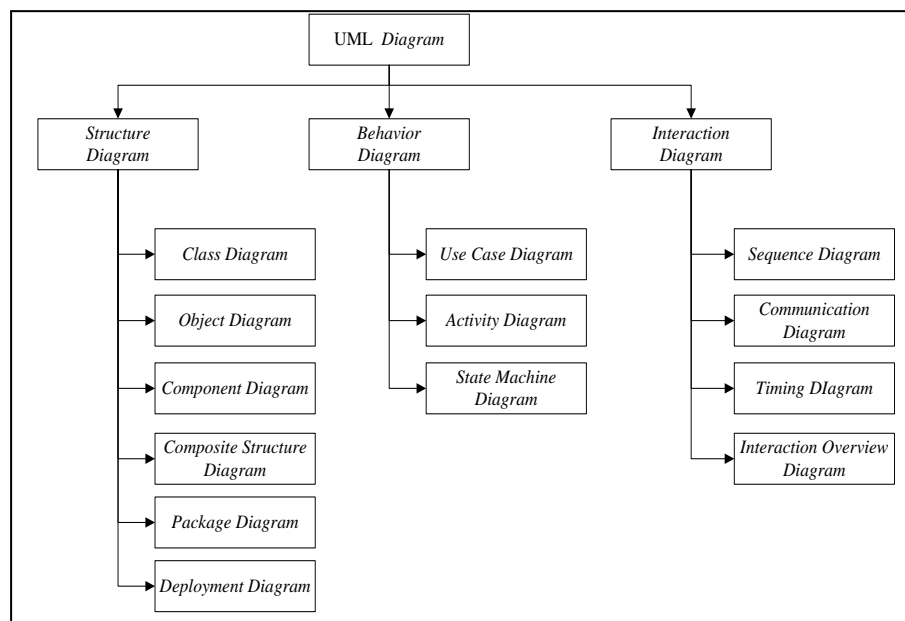 UML Diagram
Structure
Diagram
Behavior
Diagram
Interaction
Diagram
Class Diagram
Object Diagram
Component Diagram
Composite Structure
Diagram
Package Diagram
Deployment Diagram
Use Case Diagram
Activity Diagram
State Machine
Diagram
Sequence Diagram
Communication
Diagram
Timing DIagram
Interaction Overview
Diagram